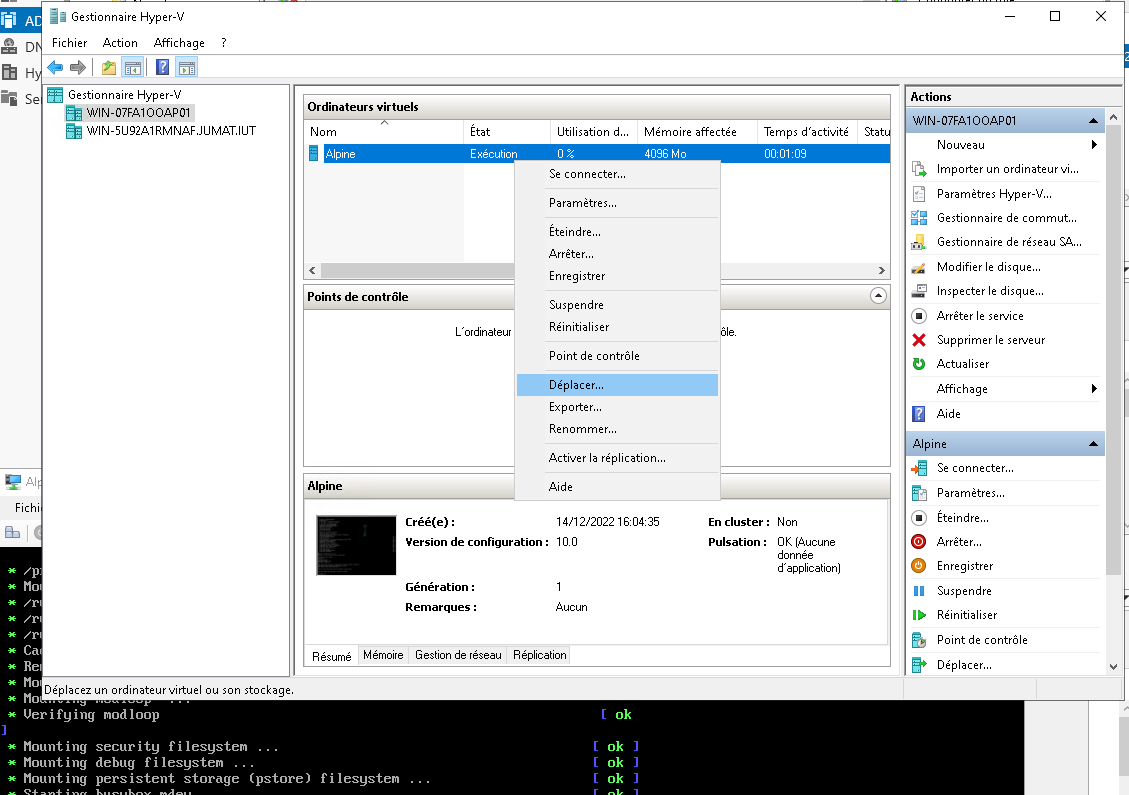 Gestionnaire Hyper-V
Fichier Action Affichage ?
AD
DN
Hy
Se
Gestionnaire Hyper-V
WIN-07FA1OOAP01
WIN-5U92A1RMNAF.JUMAT.IUT
Ordinateurs virtuels
Nom État Utilisation d... Mémoire affectée Temps d'activité Statu
Alpine Exécution 0 % 4096 Mo 00:01:09
Se connecter...
Paramètres...
Éteindre...
Arrêter...
Enregistrer
Suspendre
Réinitialiser
Point de contrôle
Déplacer...
Exporter...
Renommer...
Activer la réplication...
Aide
Points de contrôle
L'ordinateur ôle.
Alpine
Créé(e) : 14/12/2022 16:04:35 En cluster : Non
Version de configuration : 10.0 Pulsation : OK (Aucune
donnée
d'application)
Génération : 1
Remarques : Aucun
Résumé Mémoire Gestion de réseau Réplication
Actions
WIN-07FA1OOAP01
Nouveau
Importer un ordinateur vi...
Paramètres Hyper-V...
Gestionnaire de commut...
Gestionnaire de réseau SA...
Modifier le disque...
Inspecter le disque...
Arrêter le service
Supprimer le serveur
Actualiser
Affichage
Aide
Alpine
Se connecter...
Paramètres...
Éteindre...
Arrêter...
Enregistrer
Suspendre
Réinitialiser
Point de contrôle
Déplacer...
Déplacez un ordinateur virtuel ou son stockage.
Alp
Fichi
* /p
* Mou
* /ru
* /ru
* /ru
* Cac
* Rem
* Mou
* Mounting modloop ...
* Verifying modloop [ ok
]
* Mounting security filesystem ... [ ok ]
* Mounting debug filesystem ... [ ok ]
* Mounting persistent storage (pstore) filesystem ... [ ok ]
* Starting busybox mdev [ ok ]